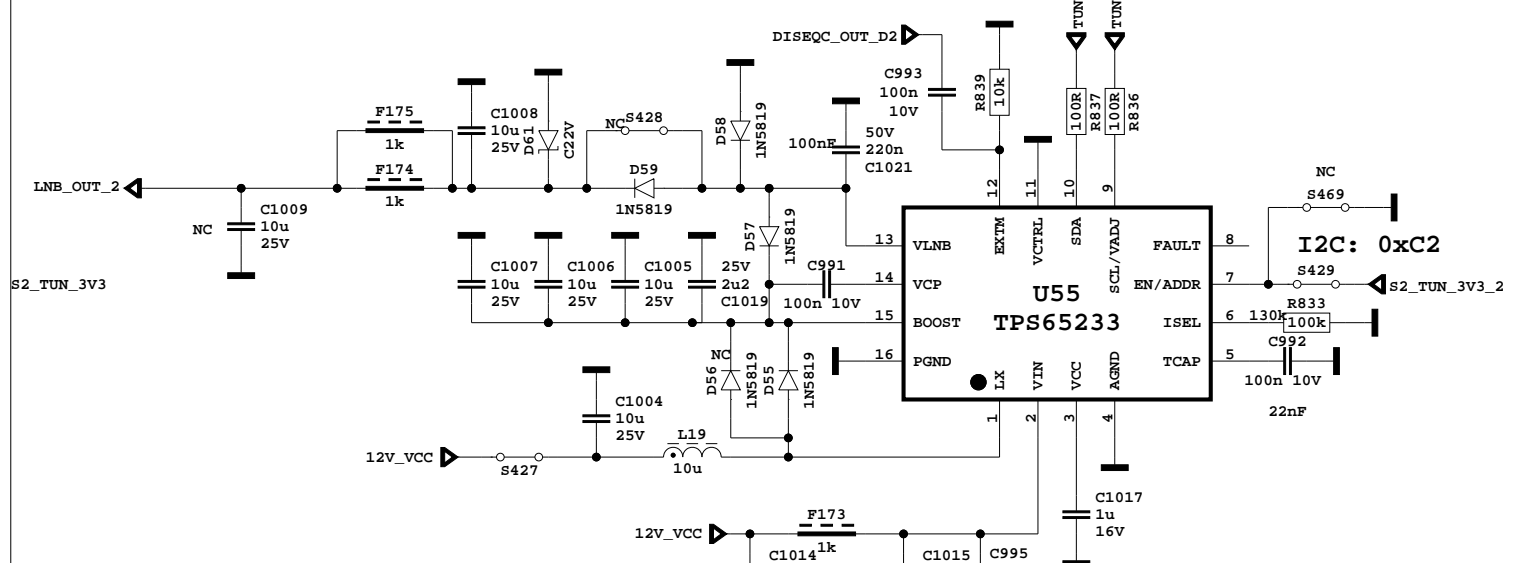 TUN
TUN
DISEQC_OUT_D2
C993
100n
10V
R839
10k
100R
R837
100R
R836
F175
1k
C1008
10u
25V
D61
C22V
NC
S428
D58
1N5819
100nF
50V
220n
C1021
LNB_OUT_2
F174
1k
D59
1N5819
12
11
10
9
NC
S469
NC
C1009
10u
25V
D57
1N5819
13
VLNB
EXTM
VCTRL
SDA
SCL/VADJ
FAULT
8
I2C: 0xC2
S2_TUN_3V3
C1007
10u
25V
C1006
10u
25V
C1005
10u
25V
25V
2u2
C1019
C991
100n 10V
14
VCP
U55
TPS65233
EN/ADDR
7
S429
S2_TUN_3V3_2
15
BOOST
ISEL
6
130k
R833
100k
NC
D56
1N5819
D55
1N5819
16
PGND
LX
VIN
VCC
AGND
TCAP
5
C992
100n 10V
22nF
C1004
10u
25V
1
2
3
4
12V_VCC
S427
L19
10u
12V_VCC
F173
1k
C1014
C1015
C995
C1017
1u
16V